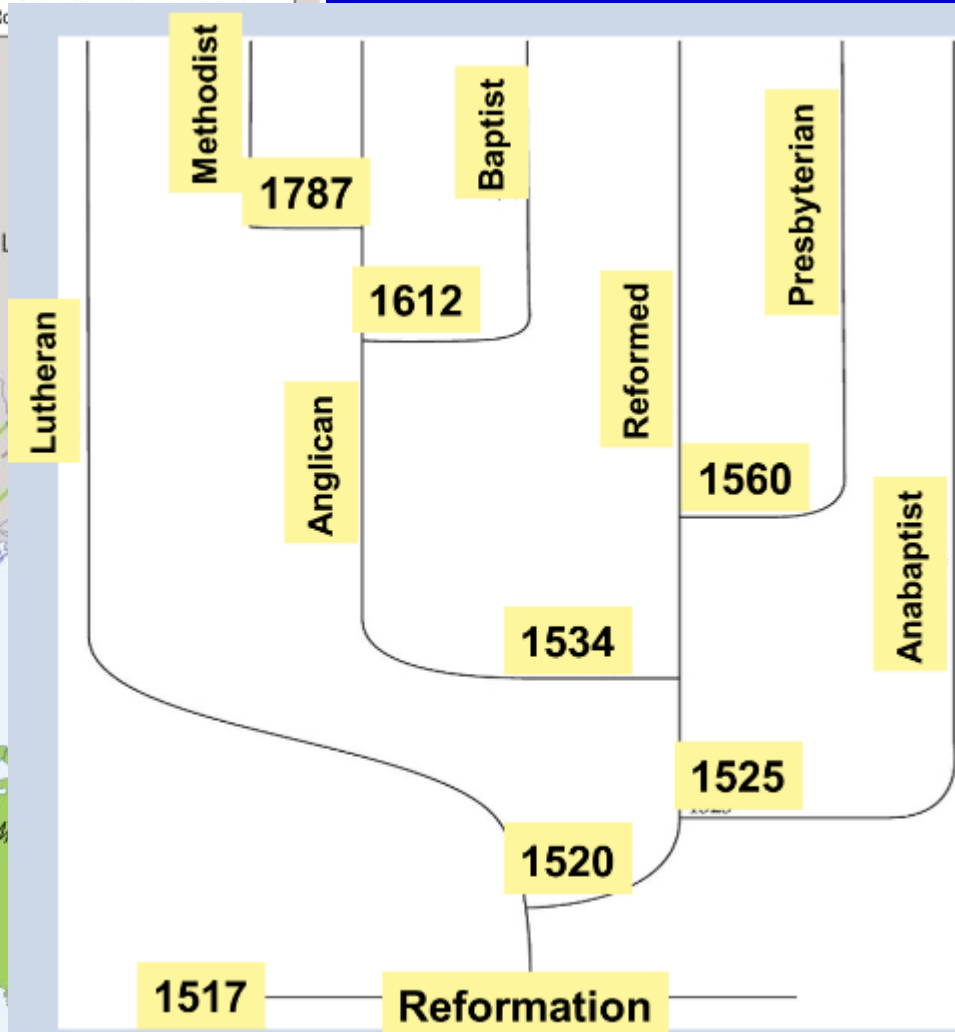 Methodist
1787
Baptist
1612
Presbyterian
Reformed
Lutheran
Anglican
1560
Anabaptist
1534
1525
1520
1517
Reformation